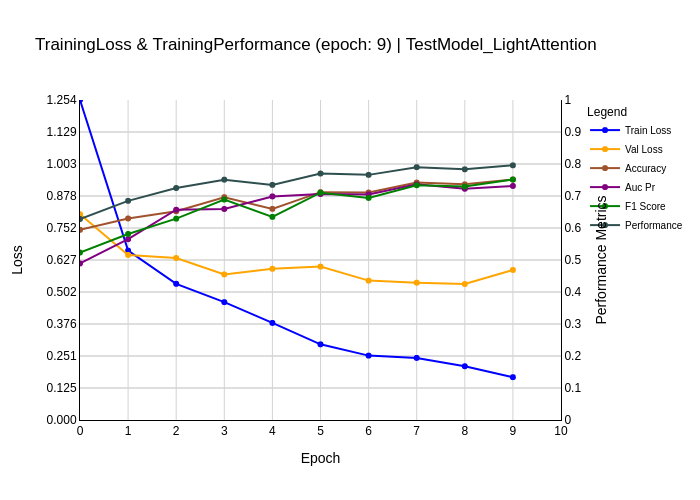 TrainingLoss & TrainingPerformance (epoch: 9) | TestModel_LightAttention
1.254
1.129
1.003
0.878
0.752
0.627
0.502
0.376
0.251
0.125
0.000
Loss
1
0.9
0.8
0.7
0.6
0.5
0.4
0.3
0.2
0.1
0
Performance Metrics
Legend
Train Loss
Val Loss
Accuracy
Auc Pr
F1 Score
Performance
0 1 2 3 4 5 6 7 8 9 10
Epoch